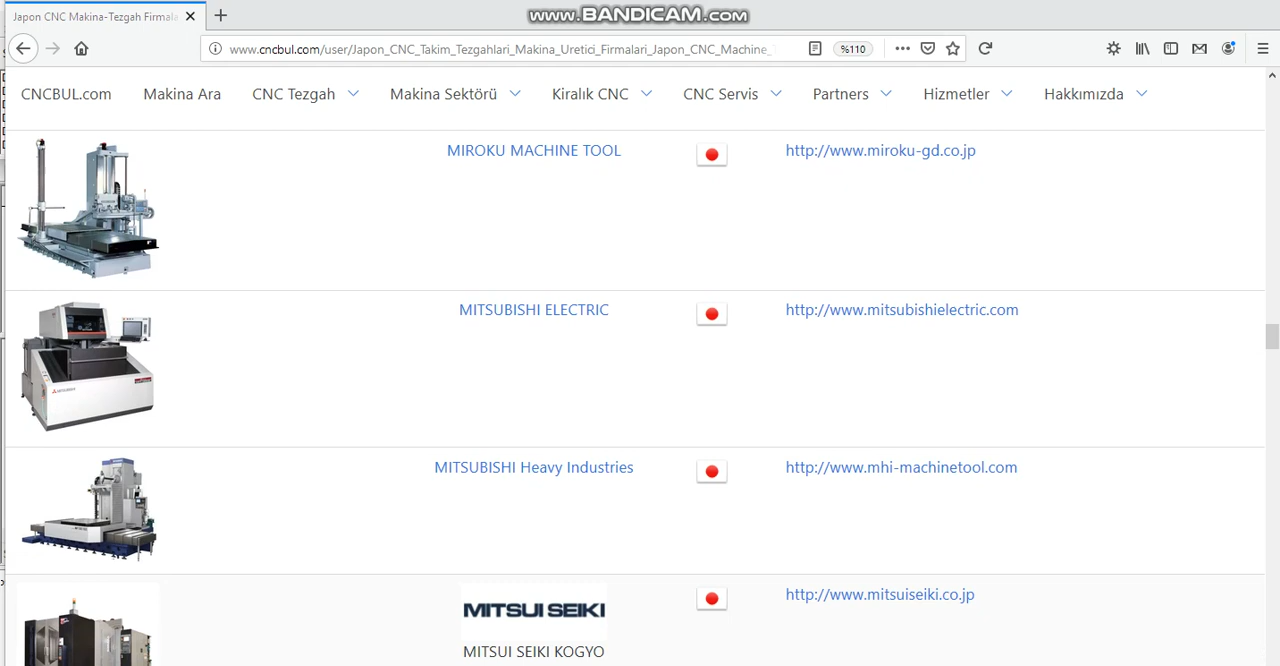 Japon CNC Makina-Tezgah Firmala
www.BANDICAM.com
www.cncbul.com/user/Japon_CNC_Takim_Tezgahlari_Makina_Uretici_Firmalari_Japon_CNC_Machine_
%110
CNCBUL.com Makina Ara CNC Tezgah Makina Sektörü Kiralık CNC CNC Servis Partners Hizmetler Hakkımızda
MIROKU MACHINE TOOL http://www.miroku-gd.co.jp
MITSUBISHI ELECTRIC http://www.mitsubishielectric.com
MITSUBISHI Heavy Industries http://www.mhi-machinetool.com
MITSUI SEIKI http://www.mitsuiseiki.co.jp
MITSUI SEIKI KOGYO